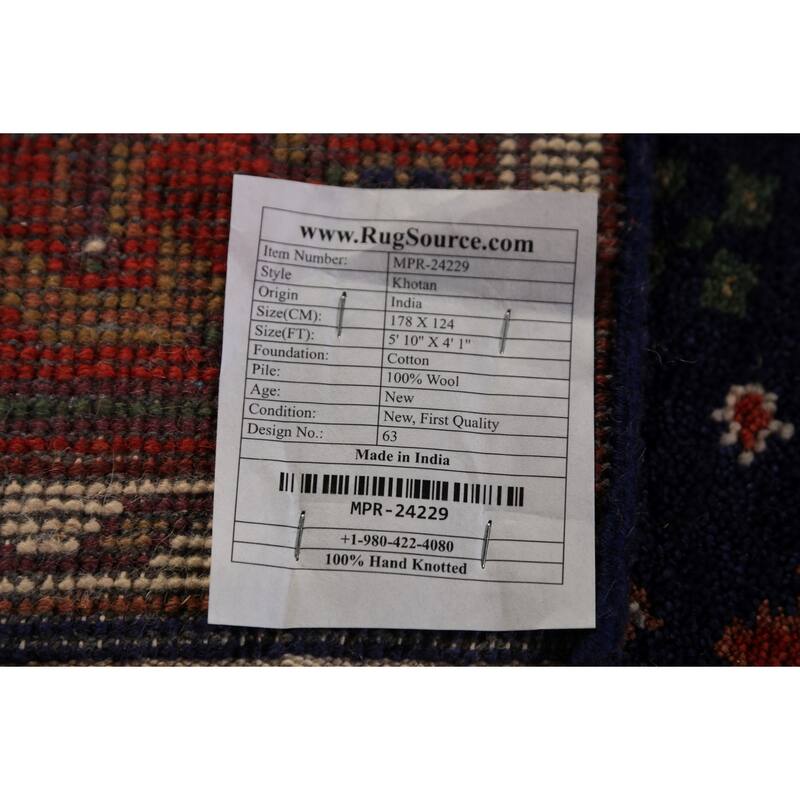 www.RugSource.com
Item Number: MPR-24229
Style Khotan
Origin India
Size(CM): 178 X 124
Size(FT): 5' 10" X 4' 1"
Foundation: Cotton
Pile: 100% Wool
Age: New
Condition: New, First Quality
Design No.: 63
Made in India
MPR-24229
+1-980-422-4080
100% Hand Knotted